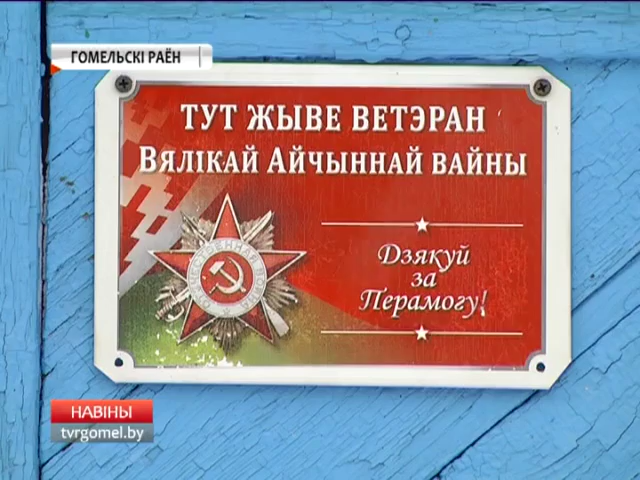 ГОМЕЛЬСКІ РАЁН
ТУТ ЖЫВЕ ВЕТЭРАН
ВЯЛІКАЙ АЙЧЫННАЙ ВАЙНЫ
Дзякуй
за
Перамогу!
НАВІНЫ
tvrgomel.by